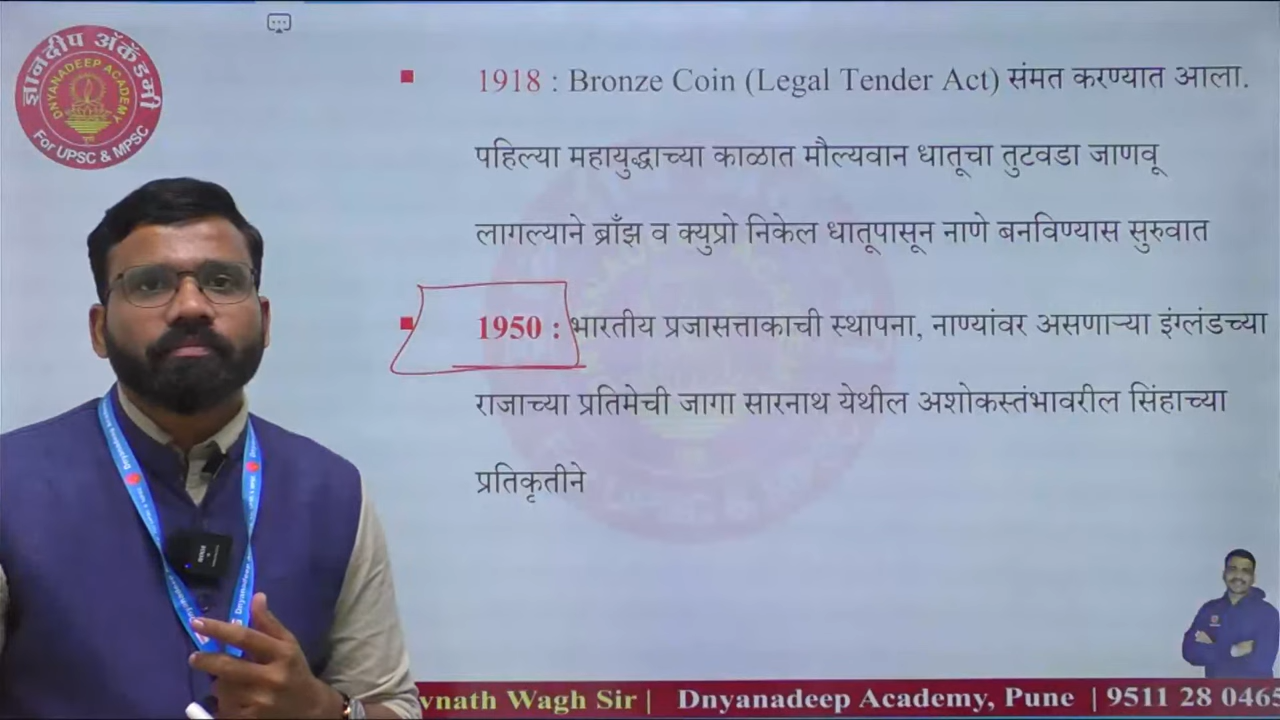 ज्ञानदीप अ‍ॅकॅडमी
DNYANADEEP ACADEMY
पुणे
For UPSC & MPSC
1918 : Bronze Coin (Legal Tender Act) संमत करण्यात आला.
पहिल्या महायुद्धाच्या काळात मौल्यवान धातूचा तुटवडा जाणवू
लागल्याने ब्राँझ व क्युप्रो निकेल धातूपासून नाणे बनविण्यास सुरुवात
1950 : भारतीय प्रजासत्ताकाची स्थापना, नाण्यांवर असणाऱ्या इंग्लंडच्या
राजाच्या प्रतिमेची जागा सारनाथ येथील अशोकस्तंभावरील सिंहाच्या
प्रतिकृतीने
vnath Wagh Sir | Dnyanadeep Academy, Pune | 9511 28 0465